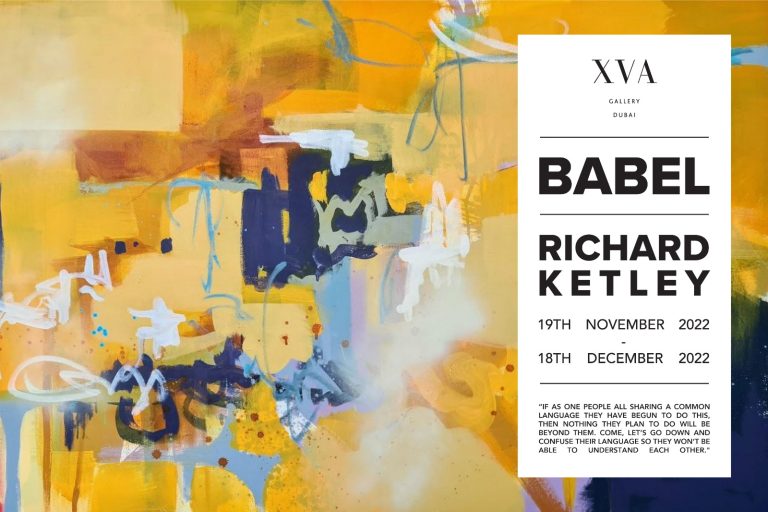 XVA
GALLERY
DUBAI
BABEL
RICHARD
KETLEY
19TH NOVEMBER 2022
-
18TH DECEMBER 2022
"IF AS ONE PEOPLE ALL SHARING A COMMON
LANGUAGE THEY HAVE BEGUN TO DO THIS,
THEN NOTHING THEY PLAN TO DO WILL BE
BEYOND THEM. COME, LET'S GO DOWN AND
CONFUSE THEIR LANGUAGE SO THEY WON'T BE
ABLE TO UNDERSTAND EACH OTHER."